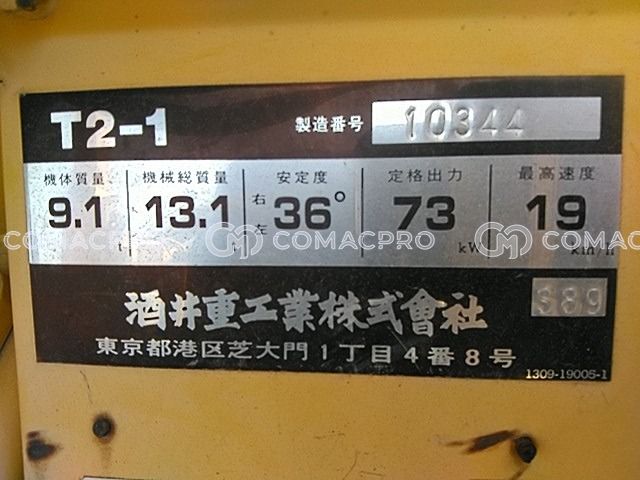 T2-1 製造番号 10344
機体質量 機械総質量 安定度 定格出力 最高速度
9.1 t 13.1 右 左 36° 73 kW 19 km/h
COMACPRO COMACPRO COMACPRO
酒井重工業株式會社 S89
東京都港区芝大門1丁目4番8号
1309-19005-1